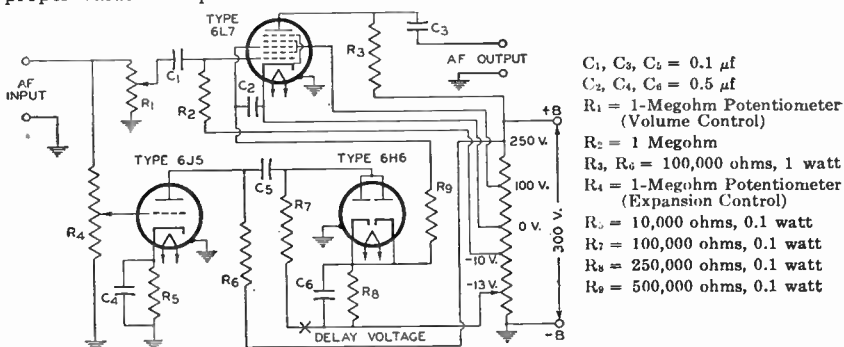 TYPE
6L7
C3
R3
AF OUTPUT
AF
INPUT
C1
R1
C2
R2
+B
250 V.
TYPE 6J5
C5
TYPE 6H6
R9
100 V.
R7
R4
0 V.
300 V.
R6
-10 V.
C4
R5
C6
R8
-13 V.
DELAY VOLTAGE
-B
C1, C3, C5 = 0.1 µf
C2, C4, C6 = 0.5 µf
R1 = 1-Megohm Potentiometer
(Volume Control)
R2 = 1 Megohm
R3, R6 = 100,000 ohms, 1 watt
R4 = 1-Megohm Potentiometer
(Expansion Control)
R5 = 10,000 ohms, 0.1 watt
R7 = 100,000 ohms, 0.1 watt
R8 = 250,000 ohms, 0.1 watt
R9 = 500,000 ohms, 0.1 watt